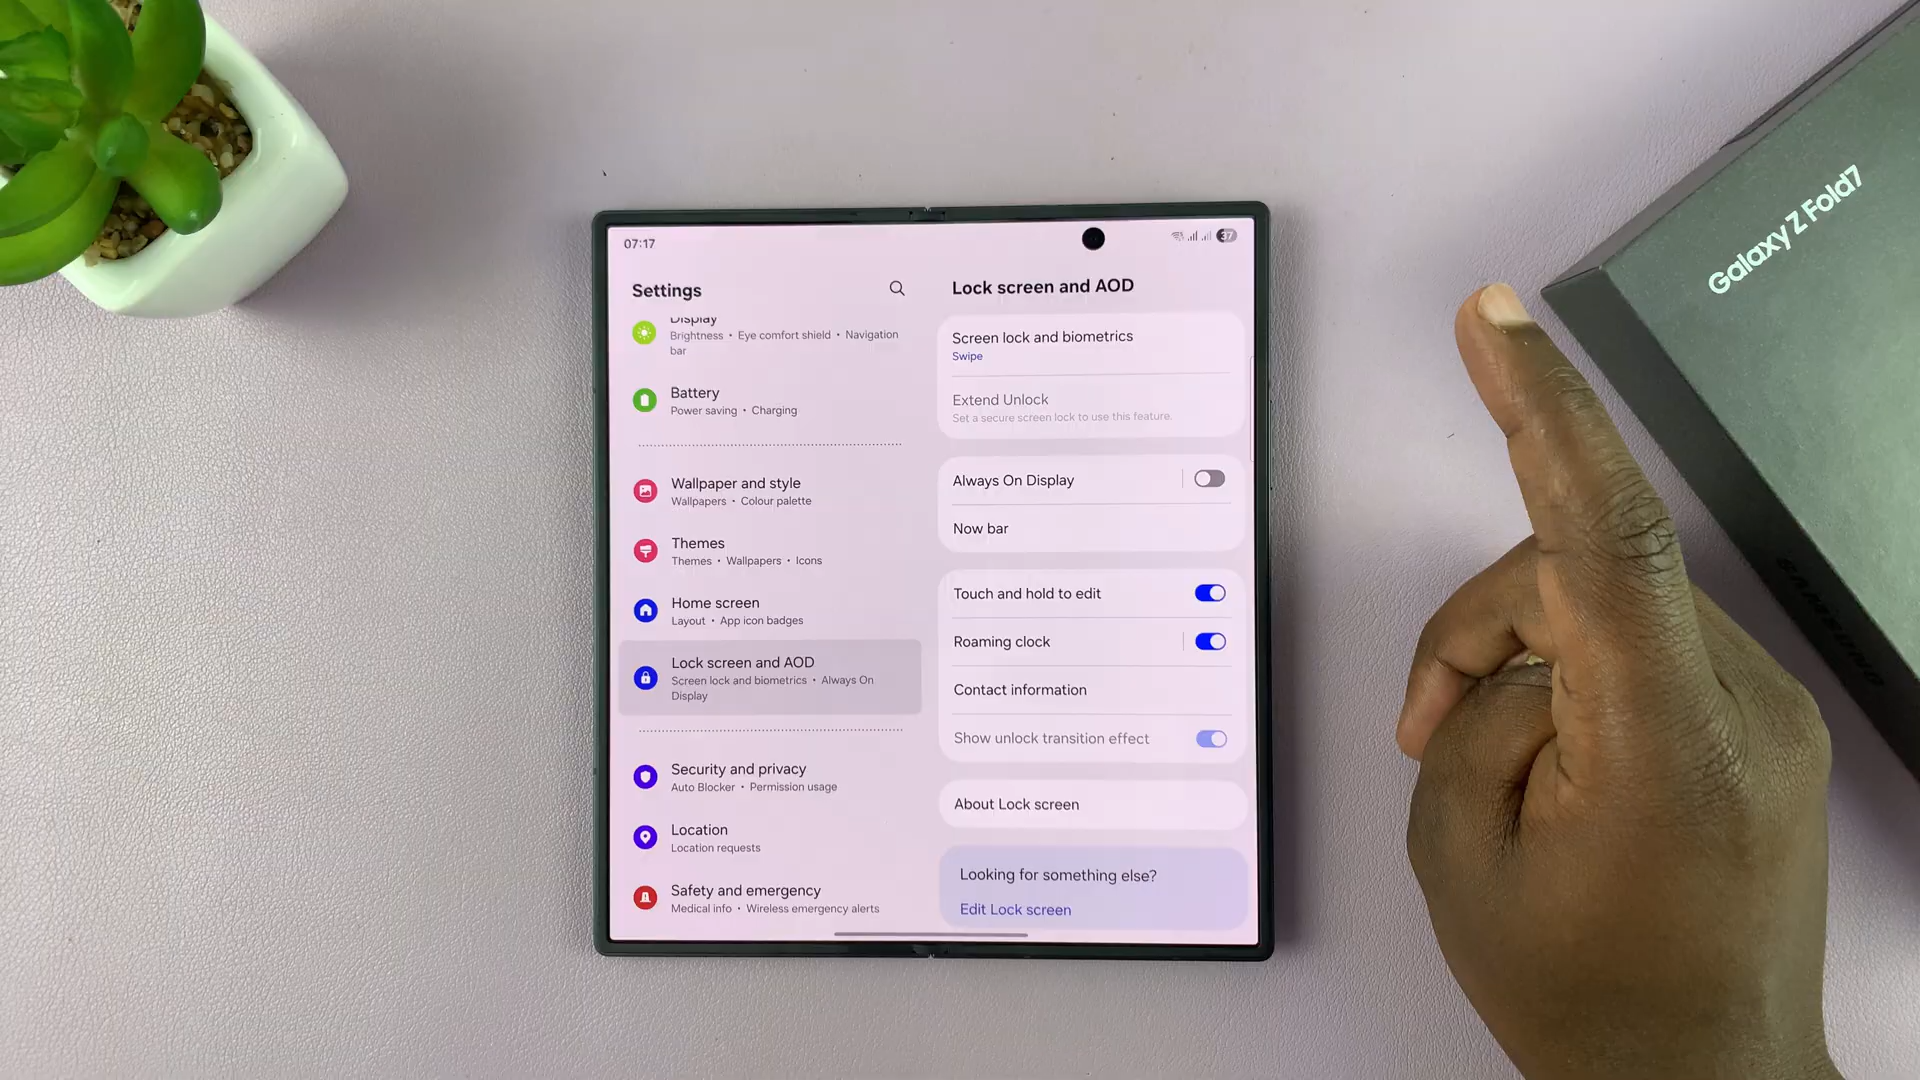 07:17
37
Settings
Display
Brightness • Eye comfort shield • Navigation
bar
Battery
Power saving • Charging
Wallpaper and style
Wallpapers • Colour palette
Themes
Themes • Wallpapers • Icons
Home screen
Layout • App icon badges
Lock screen and AOD
Screen lock and biometrics • Always On
Display
Security and privacy
Auto Blocker • Permission usage
Location
Location requests
Safety and emergency
Medical info • Wireless emergency alerts
Lock screen and AOD
Screen lock and biometrics
Swipe
Extend Unlock
Set a secure screen lock to use this feature.
Always On Display
Now bar
Touch and hold to edit
Roaming clock
Contact information
Show unlock transition effect
About Lock screen
Looking for something else?
Edit Lock screen
Galaxy Z Fold7
SAMSUNG